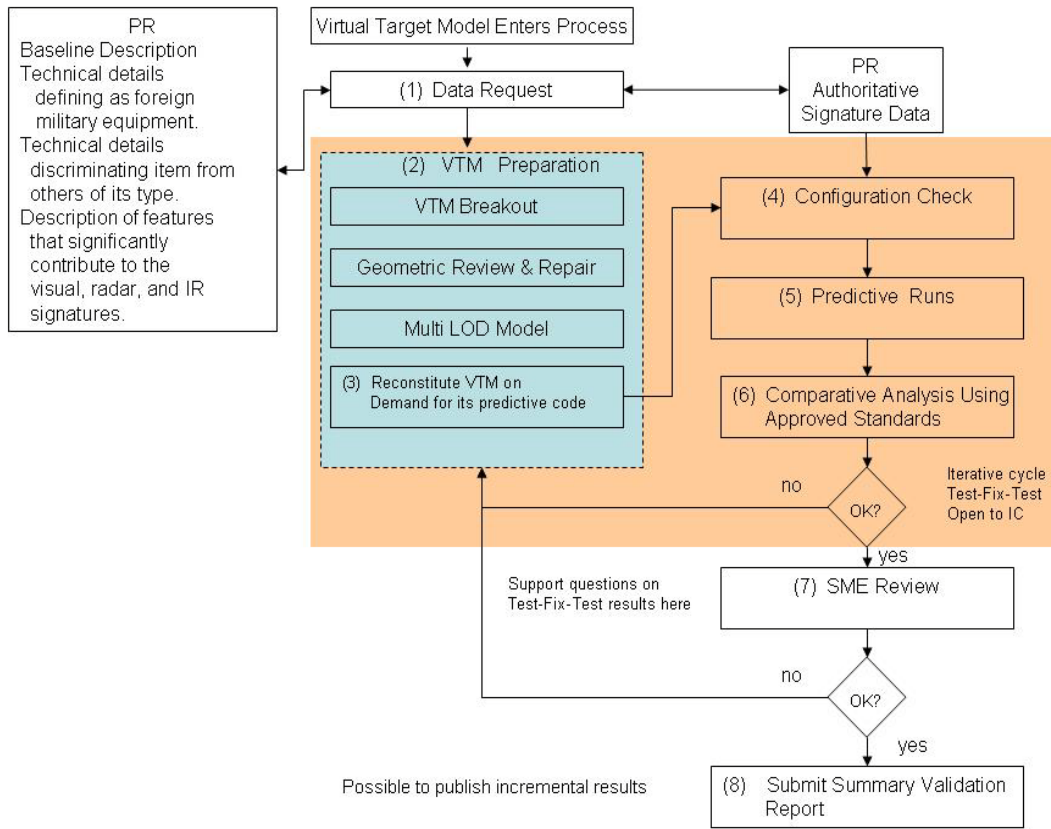 PR
Baseline Description
Technical details
defining as foreign
military equipment.
Technical details
discriminating item from
others of its type.
Description of features
that significantly
contribute to the
visual, radar, and IR
signatures.
Virtual Target Model Enters Process
(1) Data Request
PR
Authoritative
Signature Data
(2) VTM Preparation
VTM Breakout
Geometric Review & Repair
Multi LOD Model
(3) Reconstitute VTM on
Demand for its predictive code
(4) Configuration Check
(5) Predictive Runs
(6) Comparative Analysis Using
Approved Standards
no
OK?
Iterative cycle
Test-Fix-Test
Open to IC
yes
Support questions on
Test-Fix-Test results here
(7) SME Review
no
OK?
yes
Possible to publish incremental results
(8) Submit Summary Validation
Report